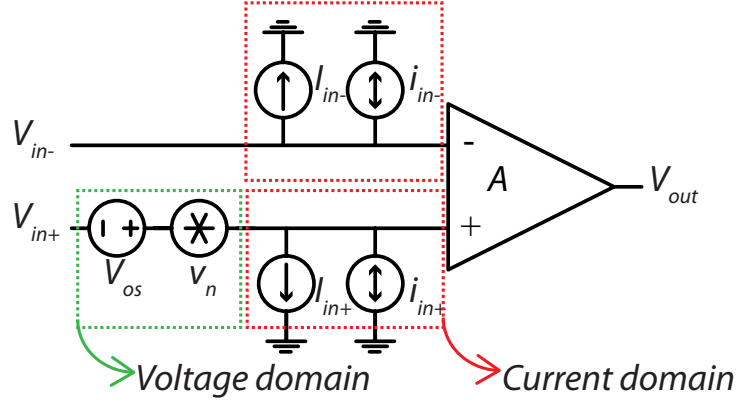 I_in- i_in-
V_in-
- A V_out
V_in+ +
V_os v_n I_in+ i_in+
Voltage domain Current domain